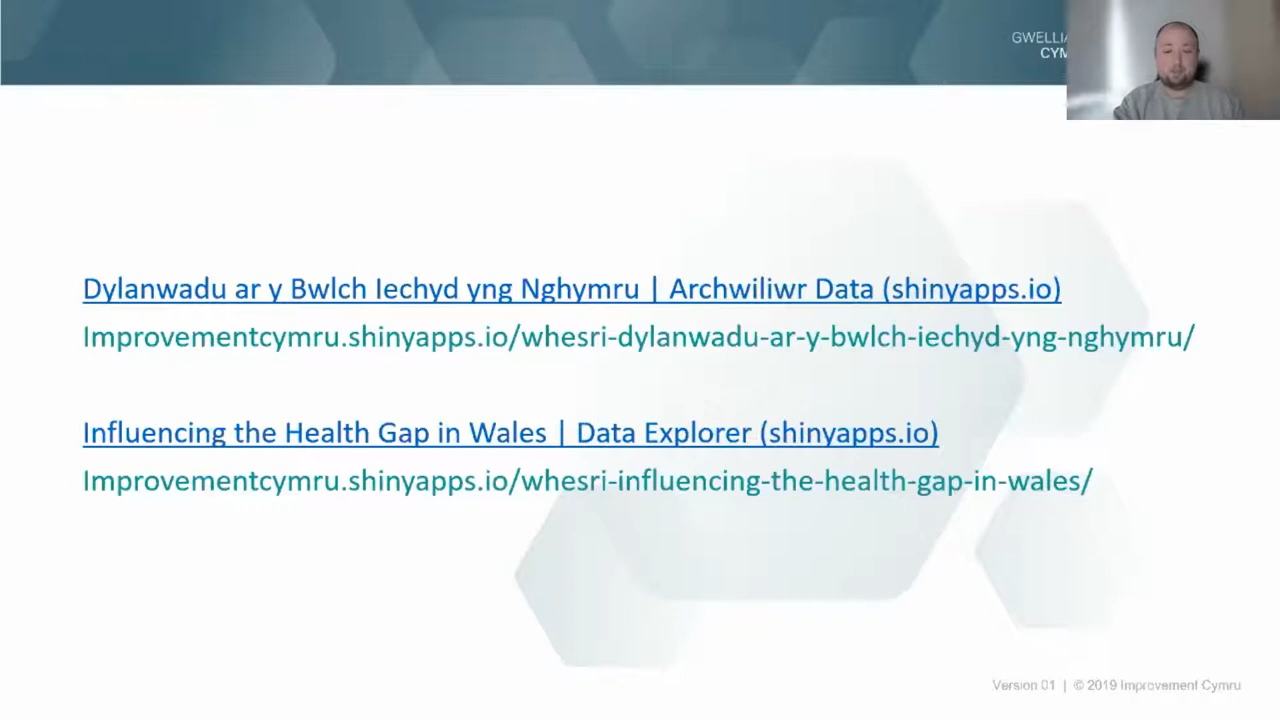 GWELLIA
CYM
Dylanwadu ar y Bwlch Iechyd yng Nghymru | Archwiliwr Data (shinyapps.io)
Improvementcymru.shinyapps.io/whesri-dylanwadu-ar-y-bwlch-iechyd-yng-nghymru/
Influencing the Health Gap in Wales | Data Explorer (shinyapps.io)
Improvementcymru.shinyapps.io/whesri-influencing-the-health-gap-in-wales/
Version 01 | © 2019 Improvement Cymru